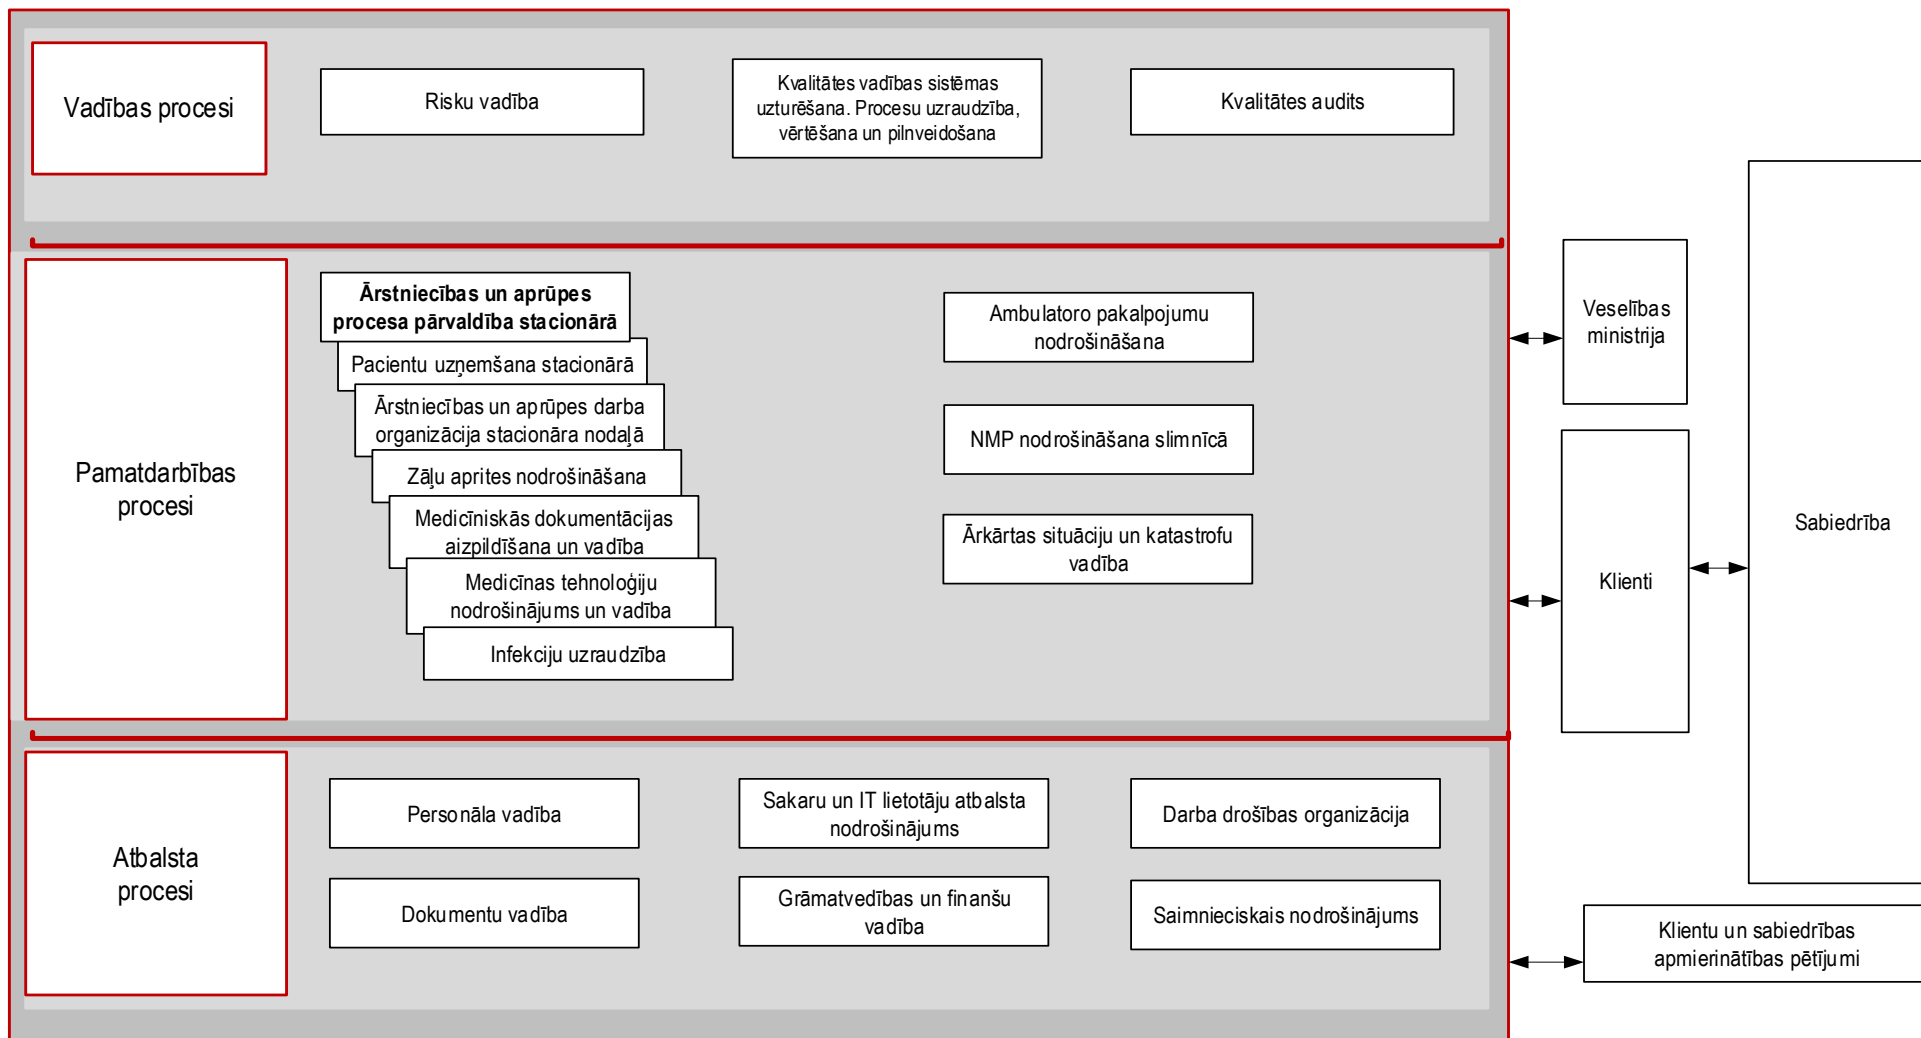 Vadības procesi
Risku vadība
Kvalitātes vadības sistēmas
uzturēšana. Procesu uzraudzība,
vērtēšana un pilnveidošana
Kvalitātes audits
Pamatdarbības
procesi
Ārstniecības un aprūpes
procesa pārvaldība stacionārā
Pacientu uzņemšana stacionārā
Ārstniecības un aprūpes darba
organizācija stacionāra nodaļā
Zāļu aprites nodrošināšana
Medicīniskās dokumentācijas
aizpildīšana un vadība
Medicīnas tehnoloģiju
nodrošinājums un vadība
Infekciju uzraudzība
Ambulatoro pakalpojumu
nodrošināšana
NMP nodrošināšana slimnīcā
Ārkārtas situāciju un katastrofu
vadība
Atbalsta
procesi
Personāla vadība
Sakaru un IT lietotāju atbalsta
nodrošinājums
Darba drošības organizācija
Dokumentu vadība
Grāmatvedības un finanšu
vadība
Saimnieciskais nodrošinājums
Veselības
ministrija
Klienti
Sabiedrība
Klientu un sabiedrības
apmierinātības pētījumi